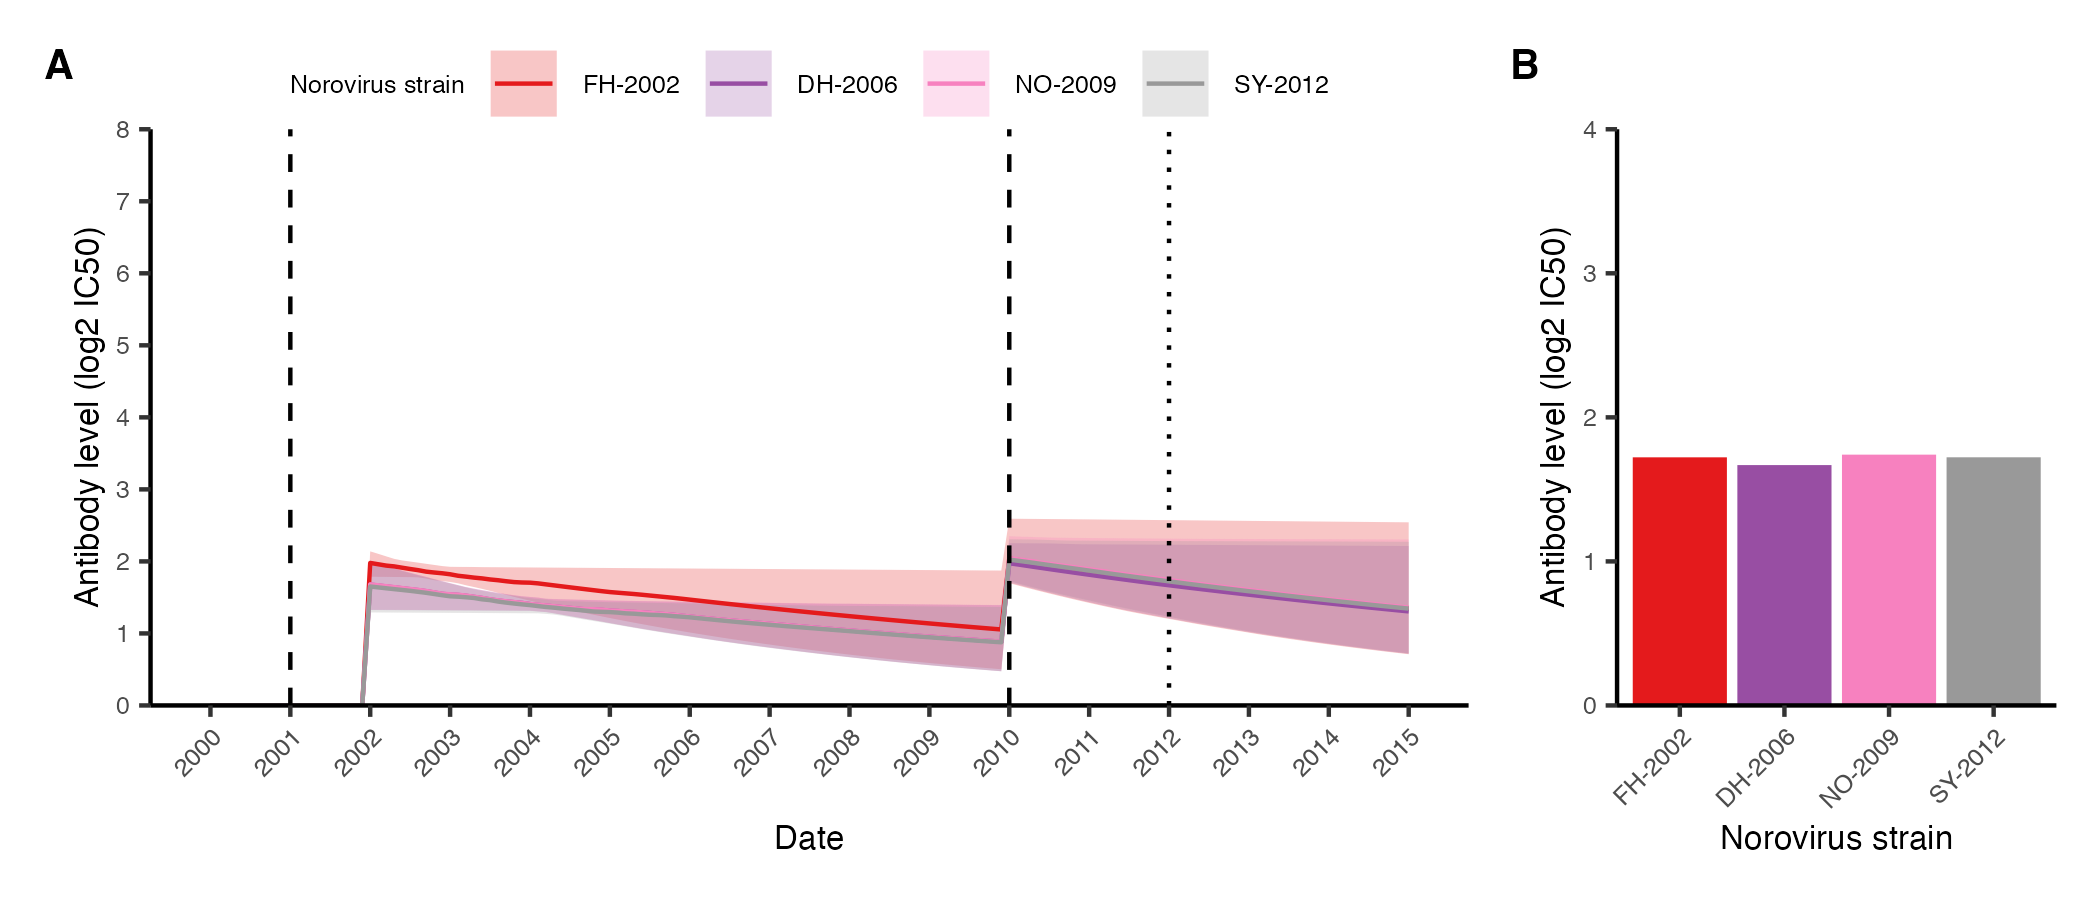 A
Norovirus strain FH-2002 DH-2006 NO-2009 SY-2012
Antibody level (log2 IC50)
8
7
6
5
4
3
2
1
0
2000 2001 2002 2003 2004 2005 2006 2007 2008 2009 2010 2011 2012 2013 2014 2015
Date
B
Antibody level (log2 IC50)
4
3
2
1
0
FH-2002 DH-2006 NO-2009 SY-2012
Norovirus strain